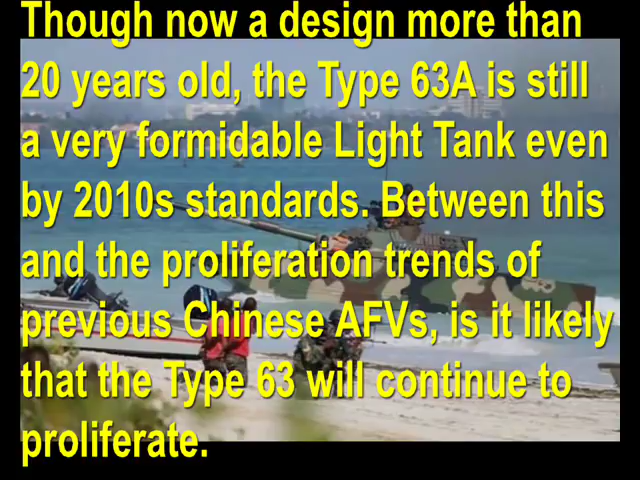 Though now a design more than
20 years old, the Type 63A is still
a very formidable Light Tank even
by 2010s standards. Between this
and the proliferation trends of
previous Chinese AFVs, is it likely
that the Type 63 will continue to
proliferate.